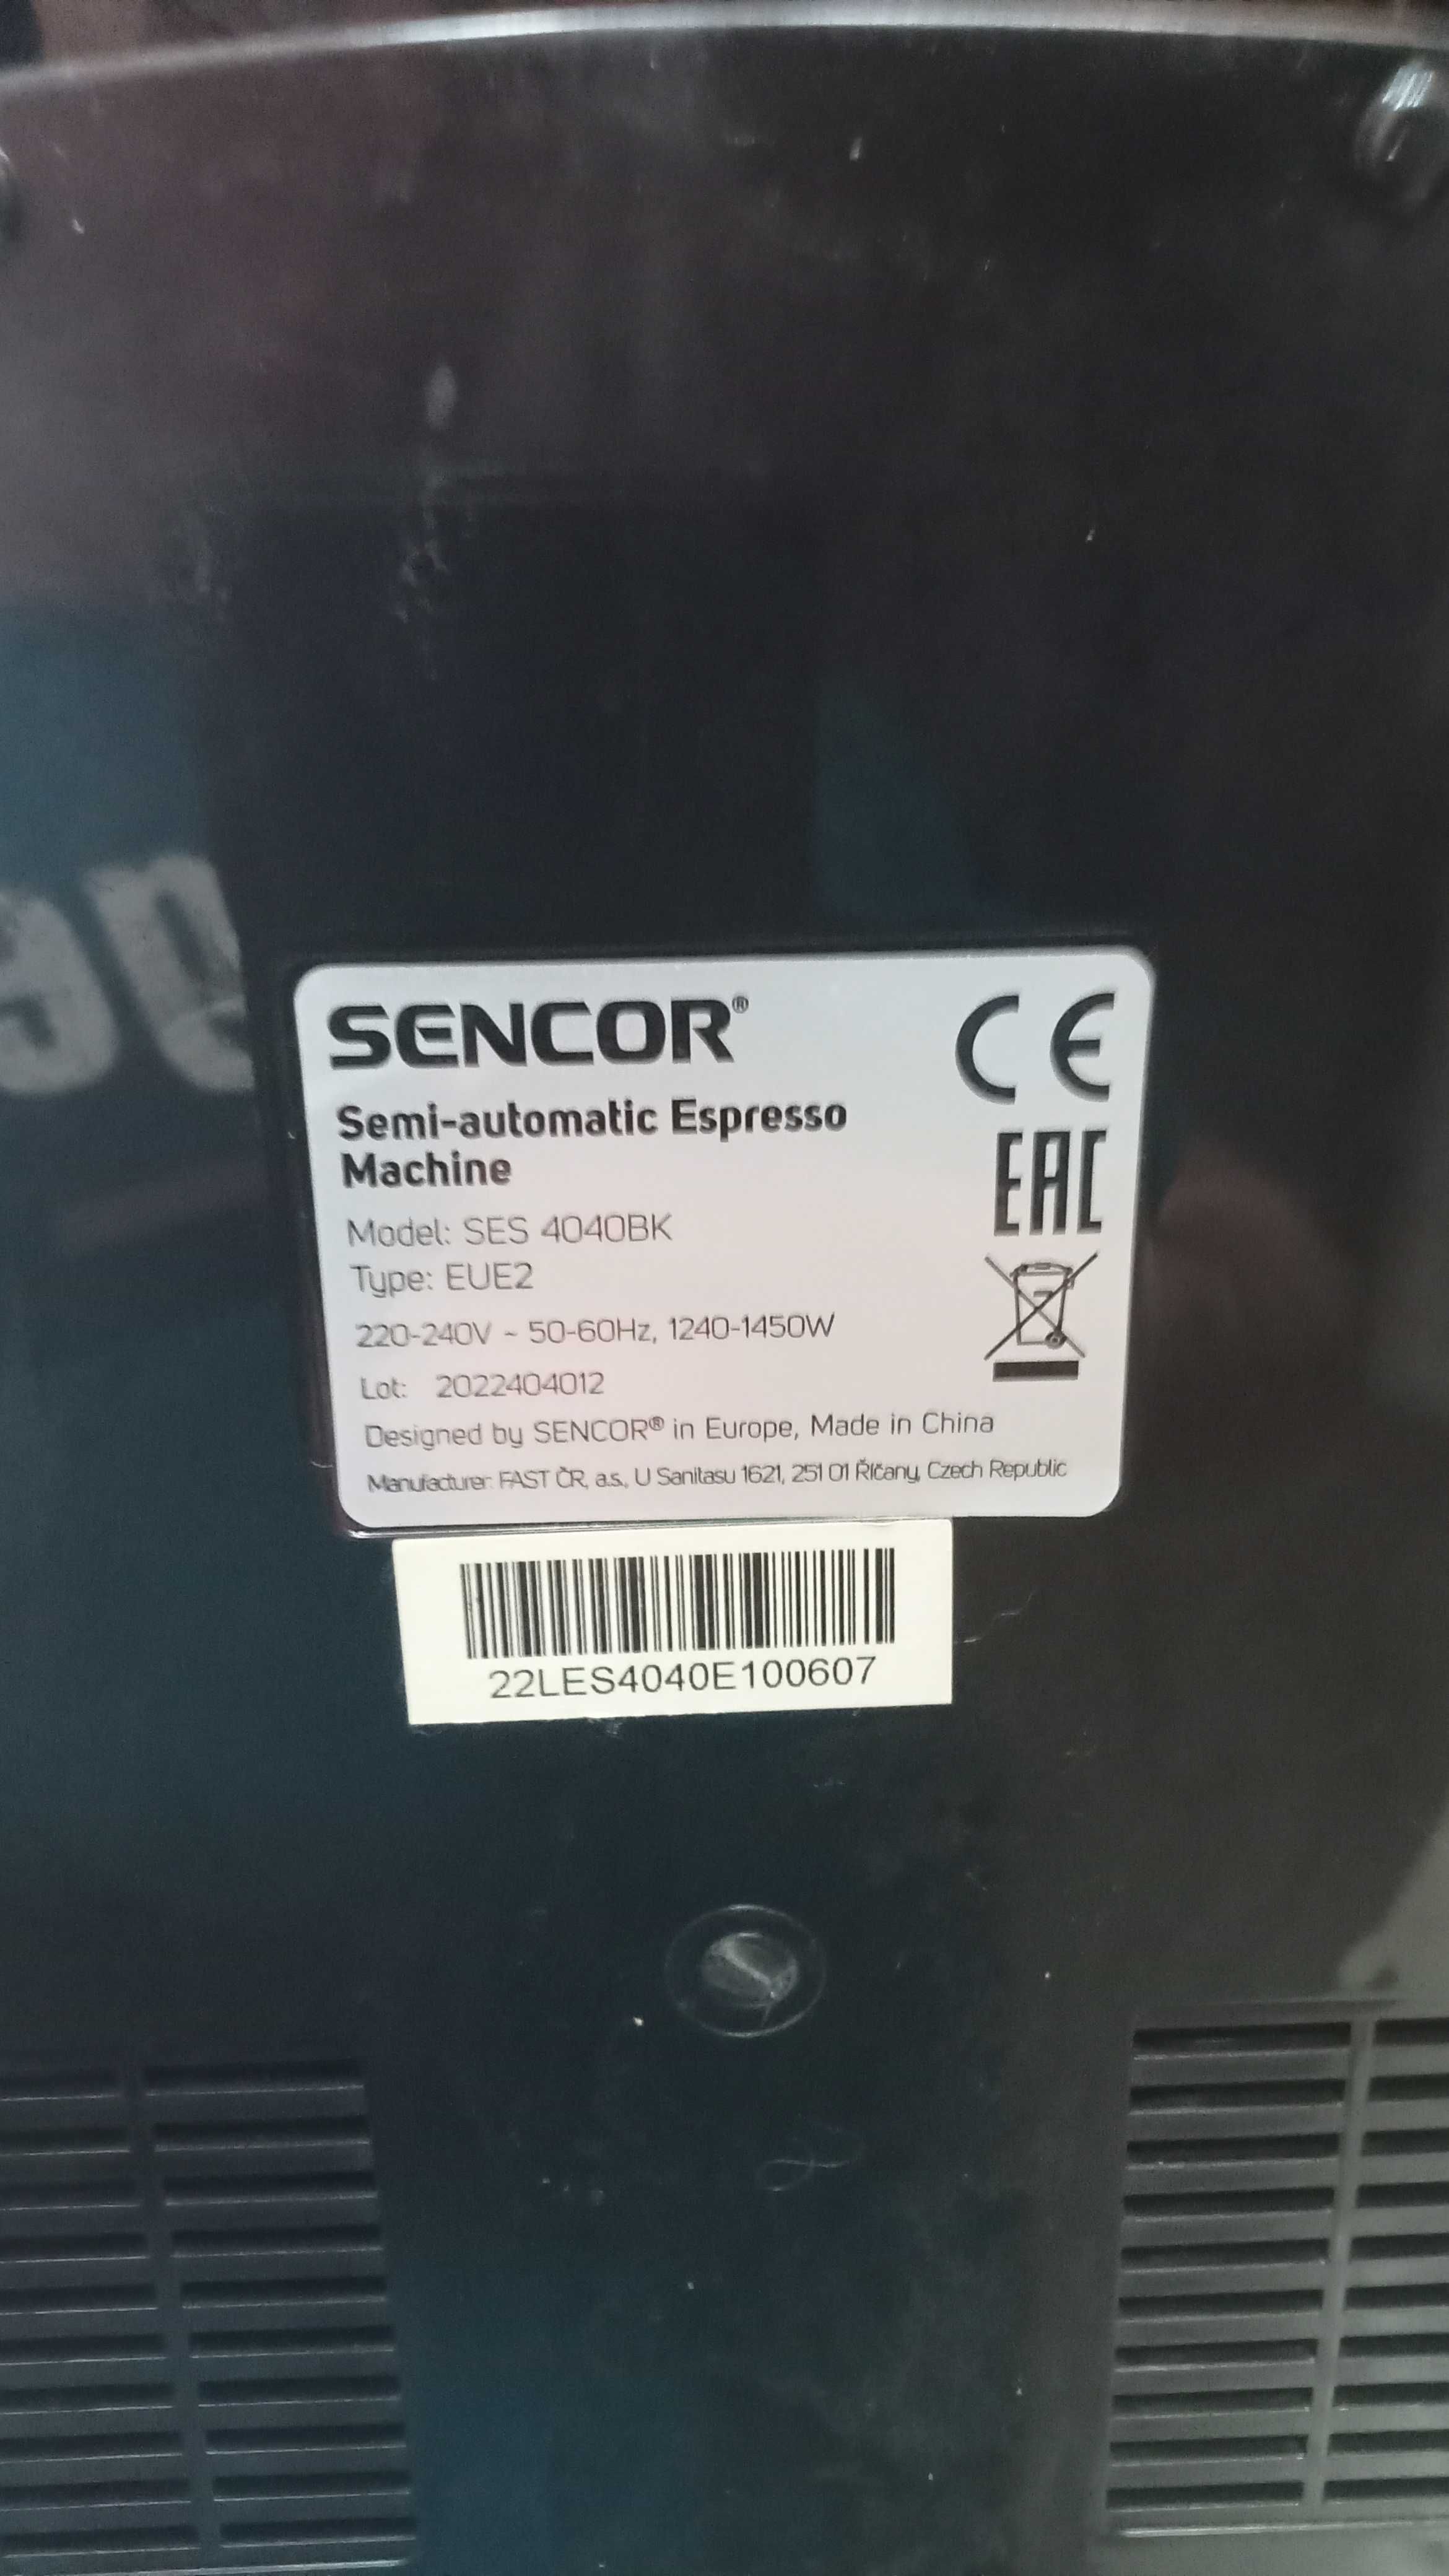 SENCOR®
Semi-automatic Espresso
Machine
Model: SES 4040BK
Type: EUE2
220-240V ~ 50-60Hz, 1240-1450W
Lot: 2022404012
Designed by SENCOR® in Europe, Made in China
Manufacturer: FAST ČR, a.s., U Sanitasu 1621, 251 01 Říčany, Czech Republic
CE
EAC
22LES4040E100607